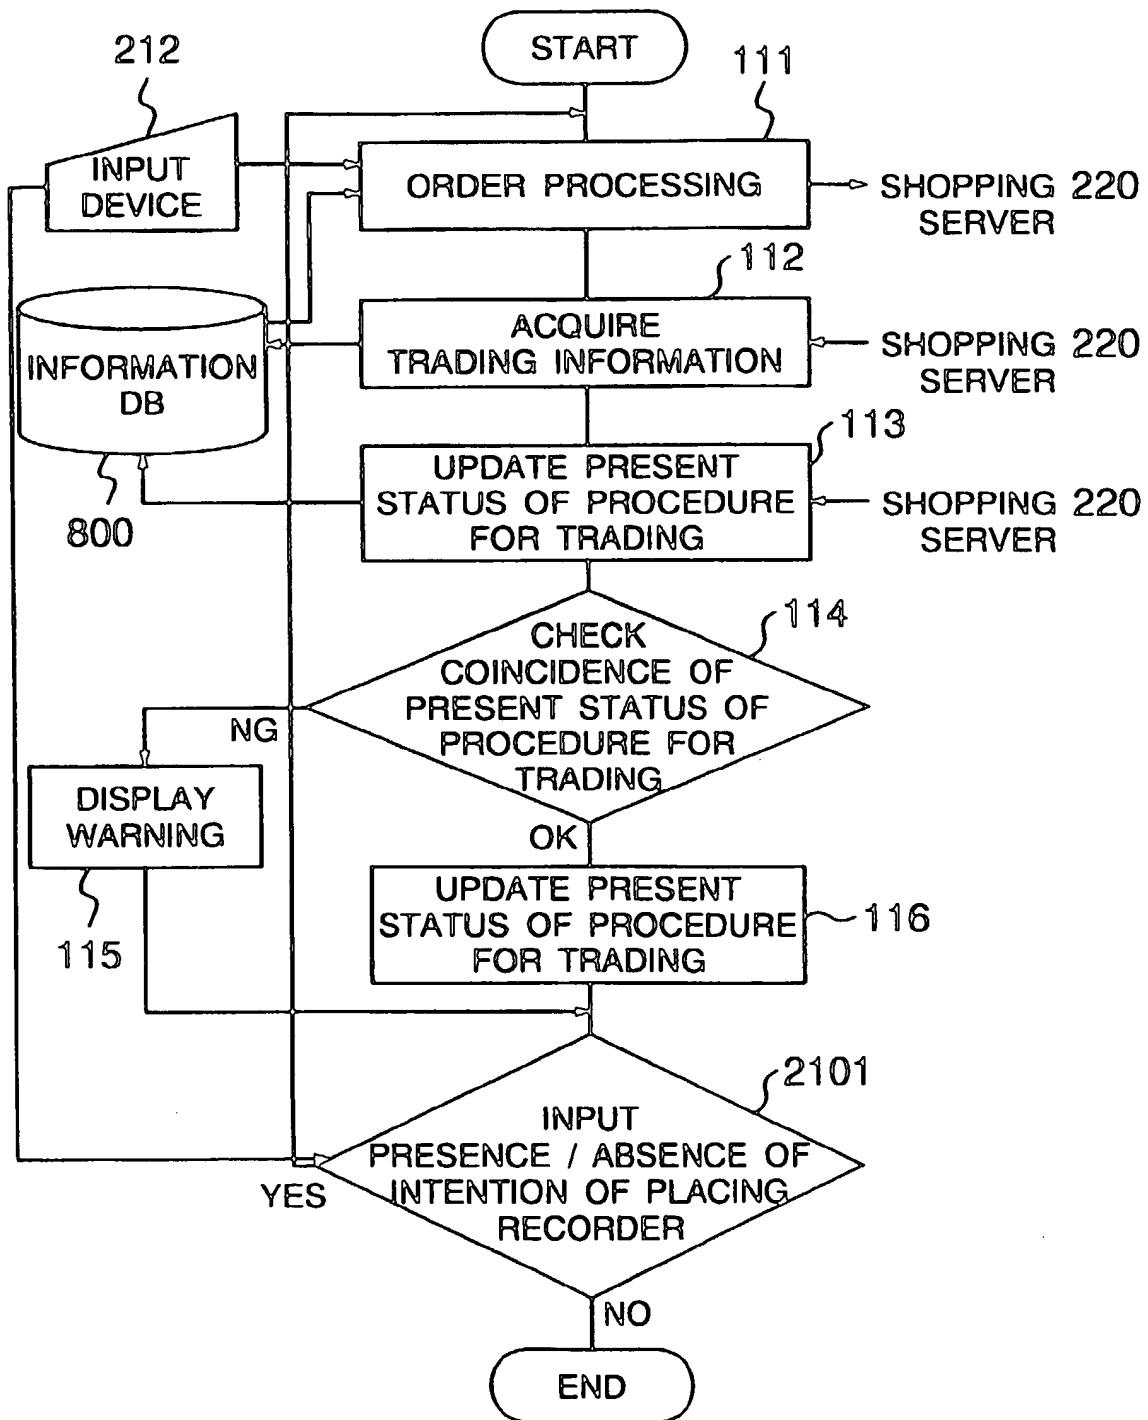 START
212
111
INPUT
DEVICE
ORDER PROCESSING
SHOPPING 220
SERVER
112
ACQUIRE
TRADING INFORMATION
SHOPPING 220
SERVER
INFORMATION
DB
800
113
UPDATE PRESENT
STATUS OF PROCEDURE
FOR TRADING
SHOPPING 220
SERVER
114
CHECK
COINCIDENCE OF
PRESENT STATUS OF
PROCEDURE FOR
TRADING
NG
DISPLAY
WARNING
115
OK
UPDATE PRESENT
STATUS OF PROCEDURE
FOR TRADING
116
2101
INPUT
PRESENCE / ABSENCE OF
INTENTION OF PLACING
RECORDER
YES
NO
END